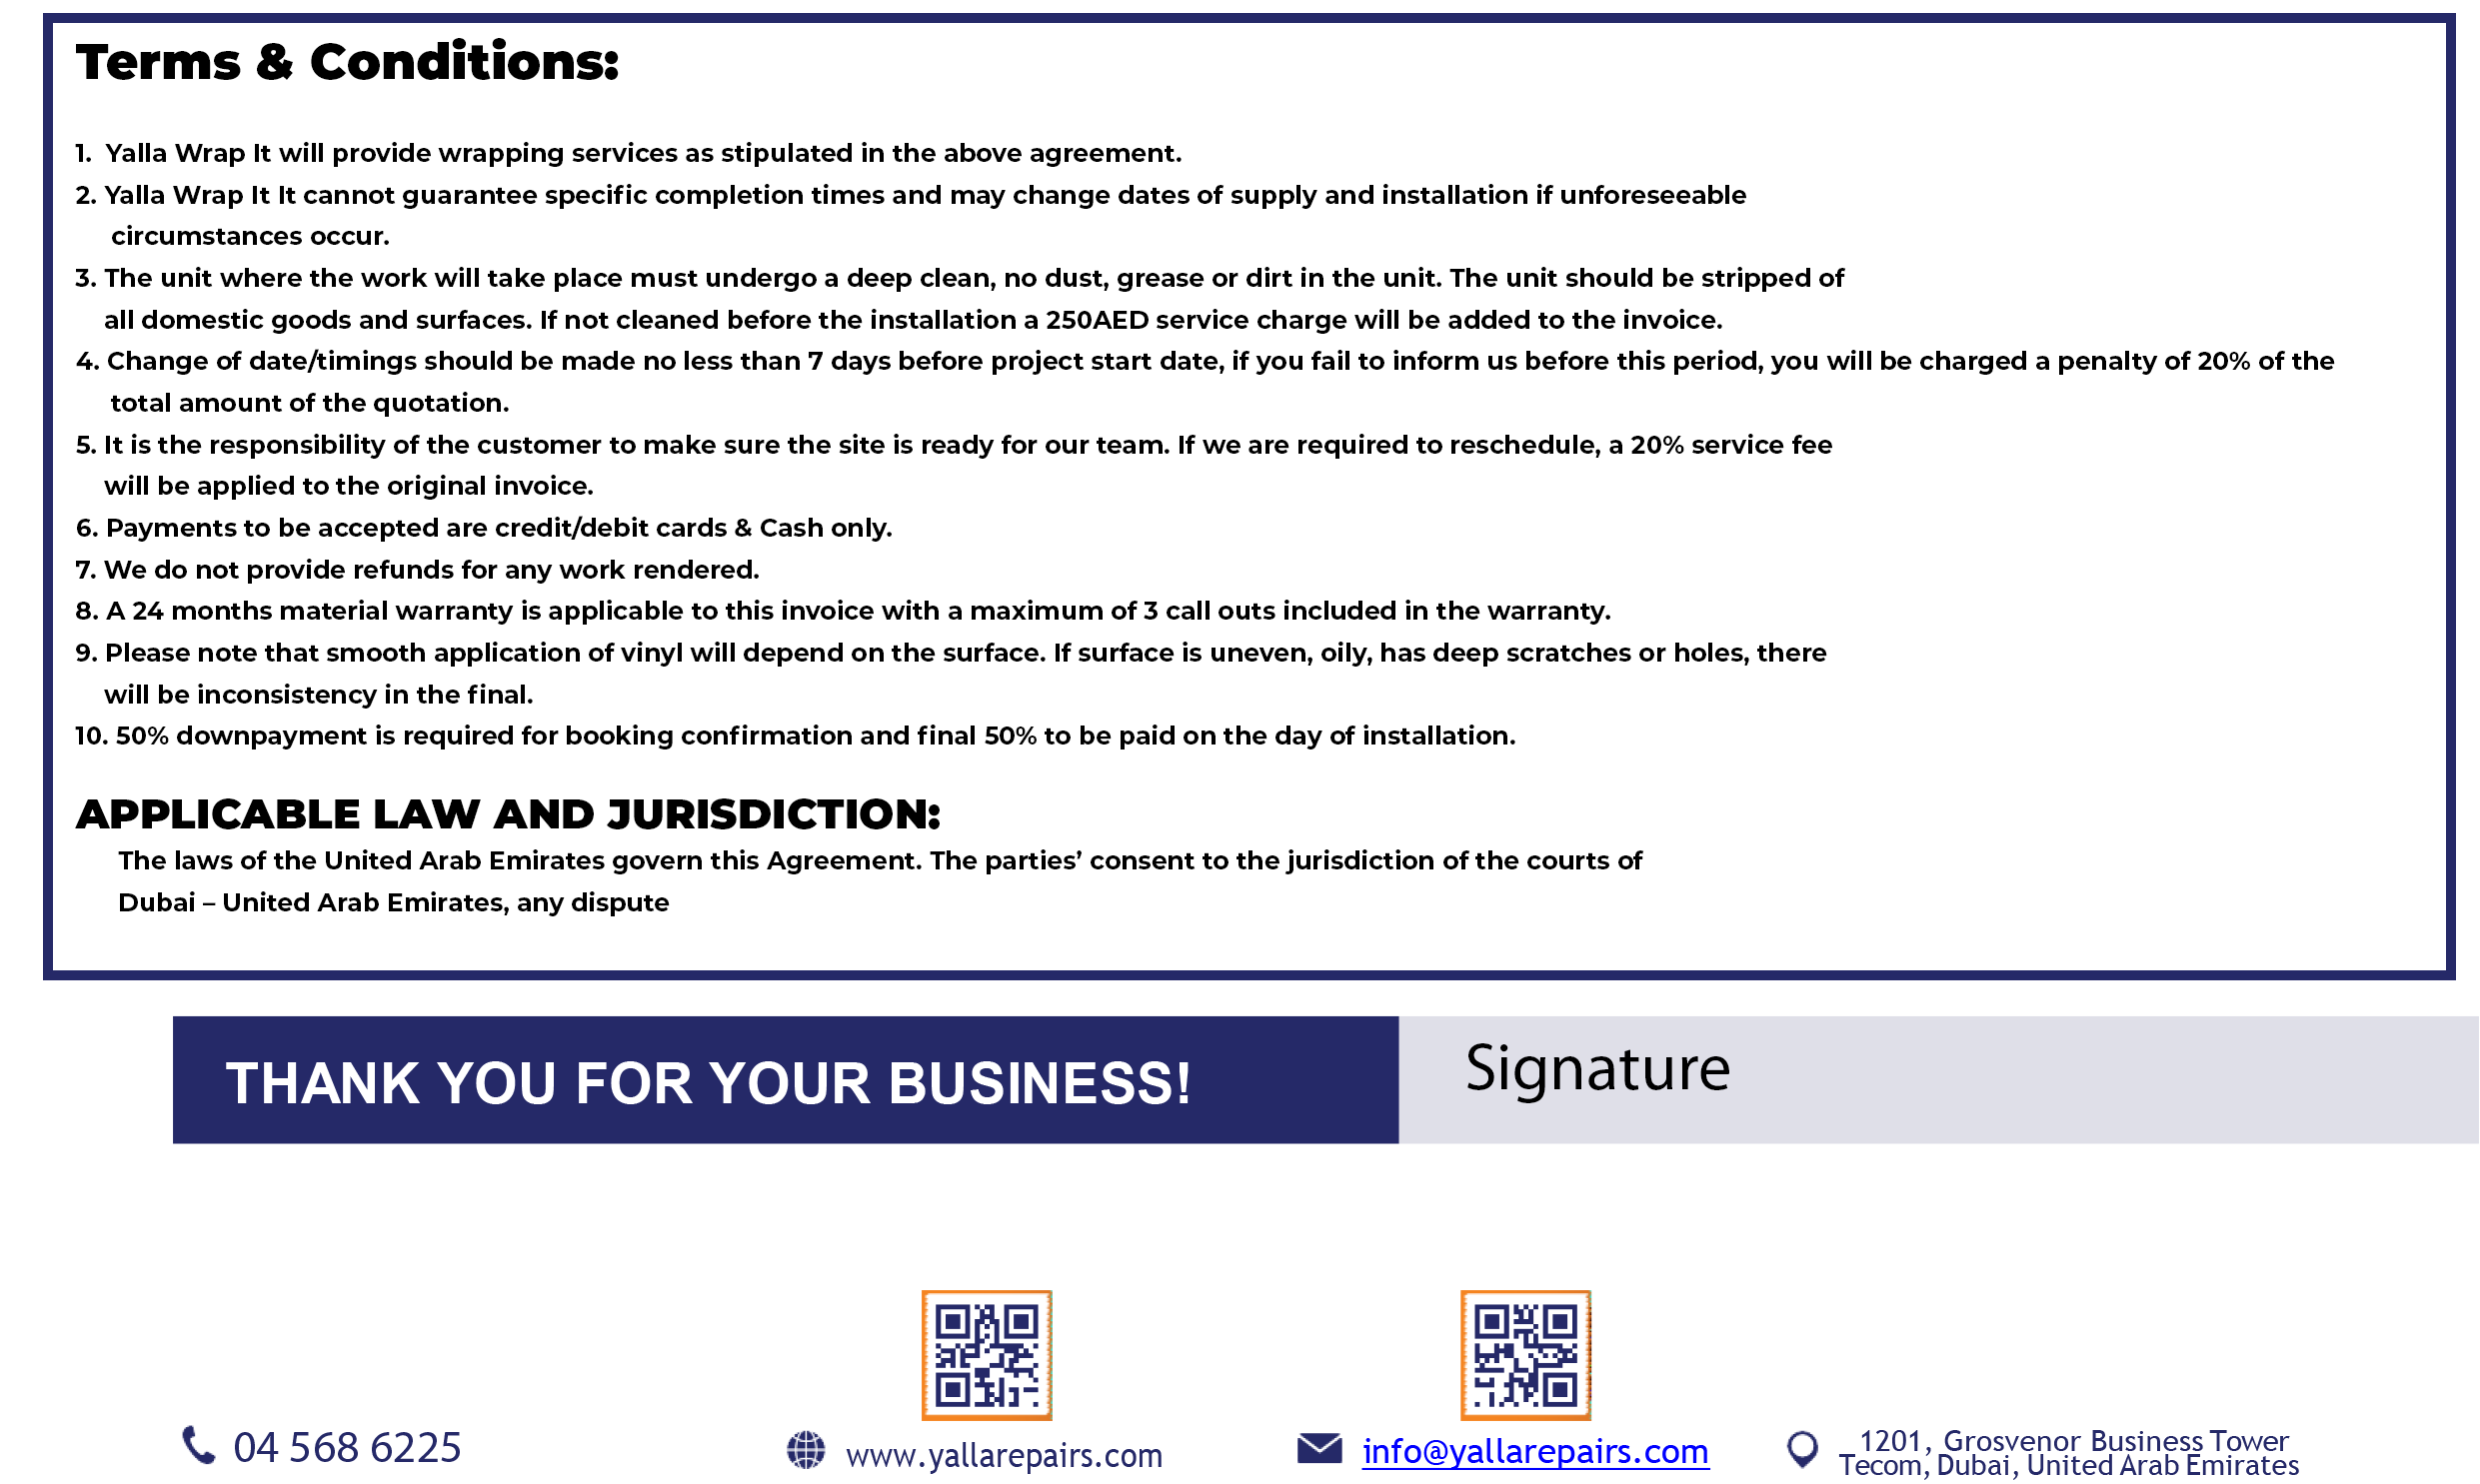 Terms & Conditions:
1. Yalla Wrap It will provide wrapping services as stipulated in the above agreement.
2. Yalla Wrap It It cannot guarantee specific completion times and may change dates of supply and installation if unforeseeable
circumstances occur.
3. The unit where the work will take place must undergo a deep clean, no dust, grease or dirt in the unit. The unit should be stripped of
all domestic goods and surfaces. If not cleaned before the installation a 250AED service charge will be added to the invoice.
4. Change of date/timings should be made no less than 7 days before project start date, if you fail to inform us before this period, you will be charged a penalty of 20% of the
total amount of the quotation.
5. It is the responsibility of the customer to make sure the site is ready for our team. If we are required to reschedule, a 20% service fee
will be applied to the original invoice.
6. Payments to be accepted are credit/debit cards & Cash only.
7. We do not provide refunds for any work rendered.
8. A 24 months material warranty is applicable to this invoice with a maximum of 3 call outs included in the warranty.
9. Please note that smooth application of vinyl will depend on the surface. If surface is uneven, oily, has deep scratches or holes, there
will be inconsistency in the final.
10. 50% downpayment is required for booking confirmation and final 50% to be paid on the day of installation.
APPLICABLE LAW AND JURISDICTION:
The laws of the United Arab Emirates govern this Agreement. The parties’ consent to the jurisdiction of the courts of
Dubai – United Arab Emirates, any dispute
THANK YOU FOR YOUR BUSINESS!
Signature
04 568 6225
www.yallarepairs.com
info@yallarepairs.com
1201, Grosvenor Business Tower
Tecom, Dubai, United Arab Emirates